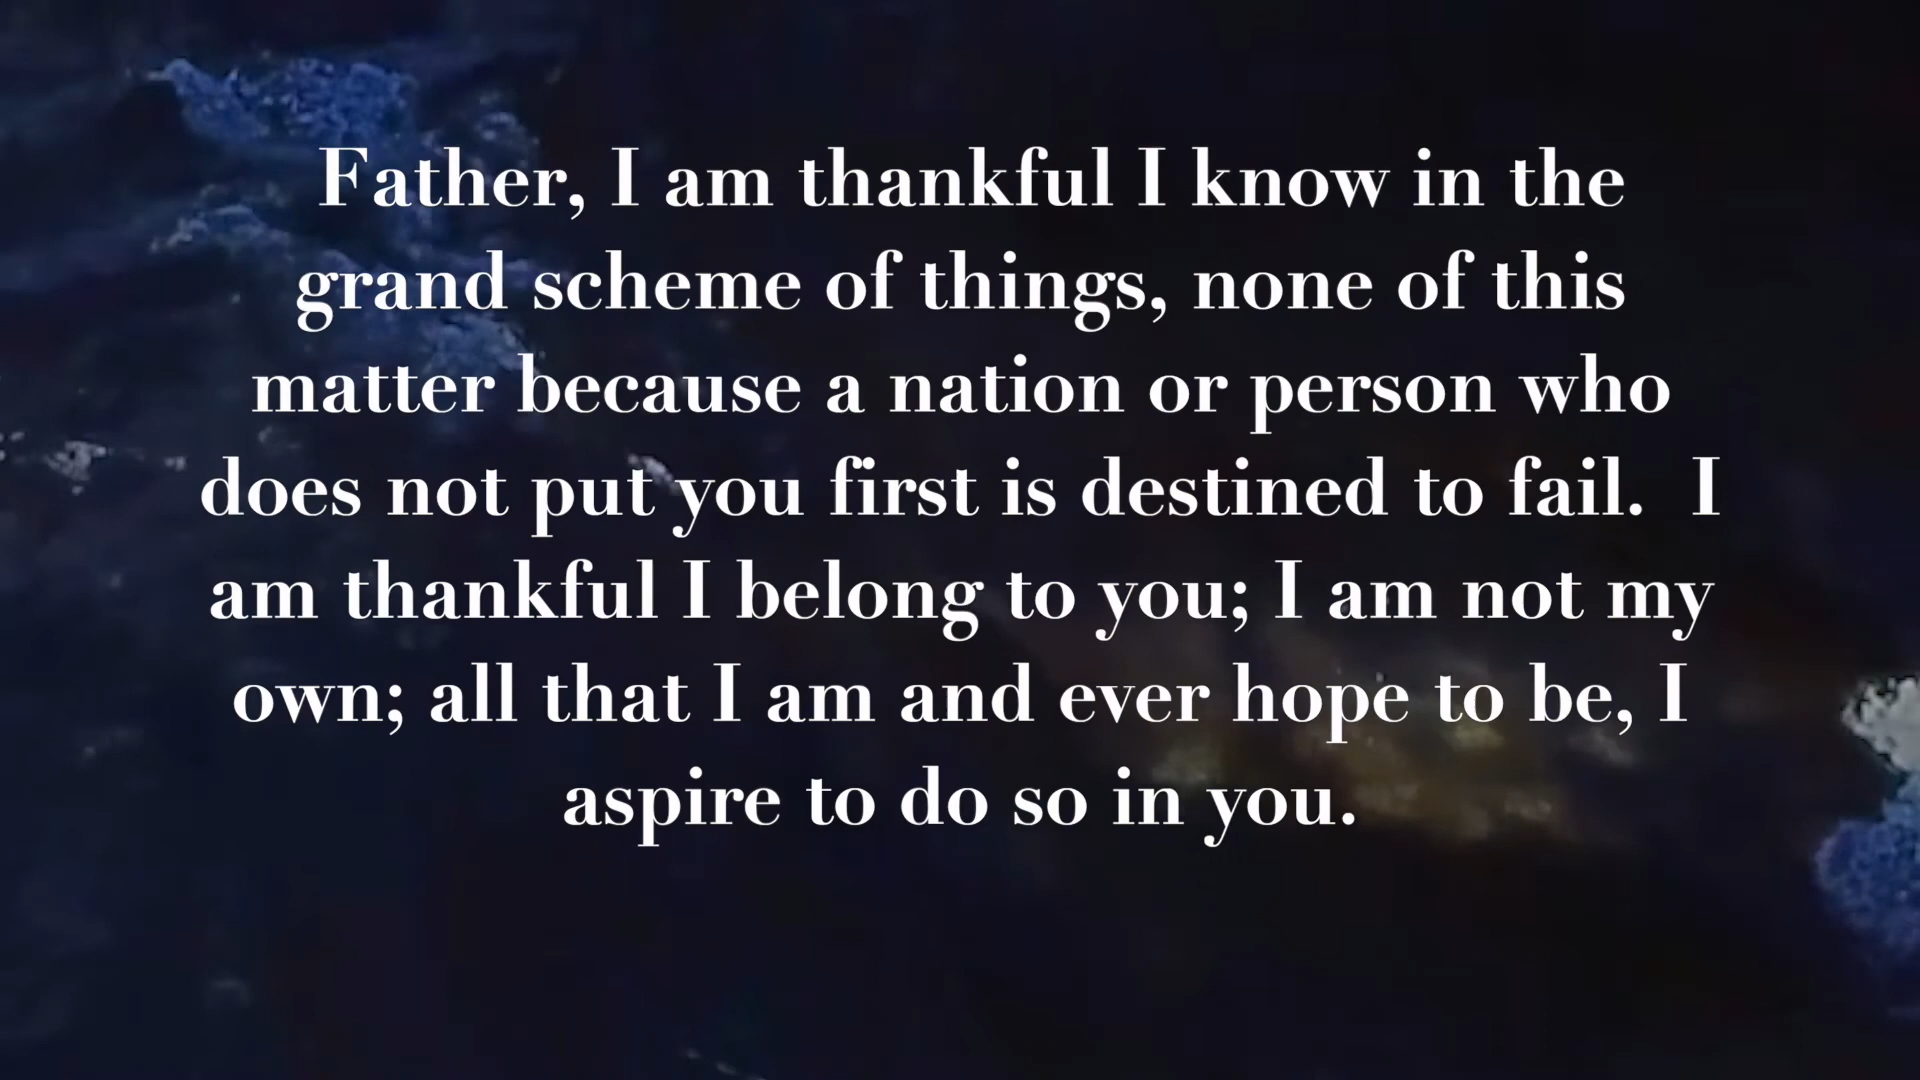 Father, I am thankful I know in the
grand scheme of things, none of this
matter because a nation or person who
does not put you first is destined to fail.  I
am thankful I belong to you; I am not my
own; all that I am and ever hope to be, I
aspire to do so in you.